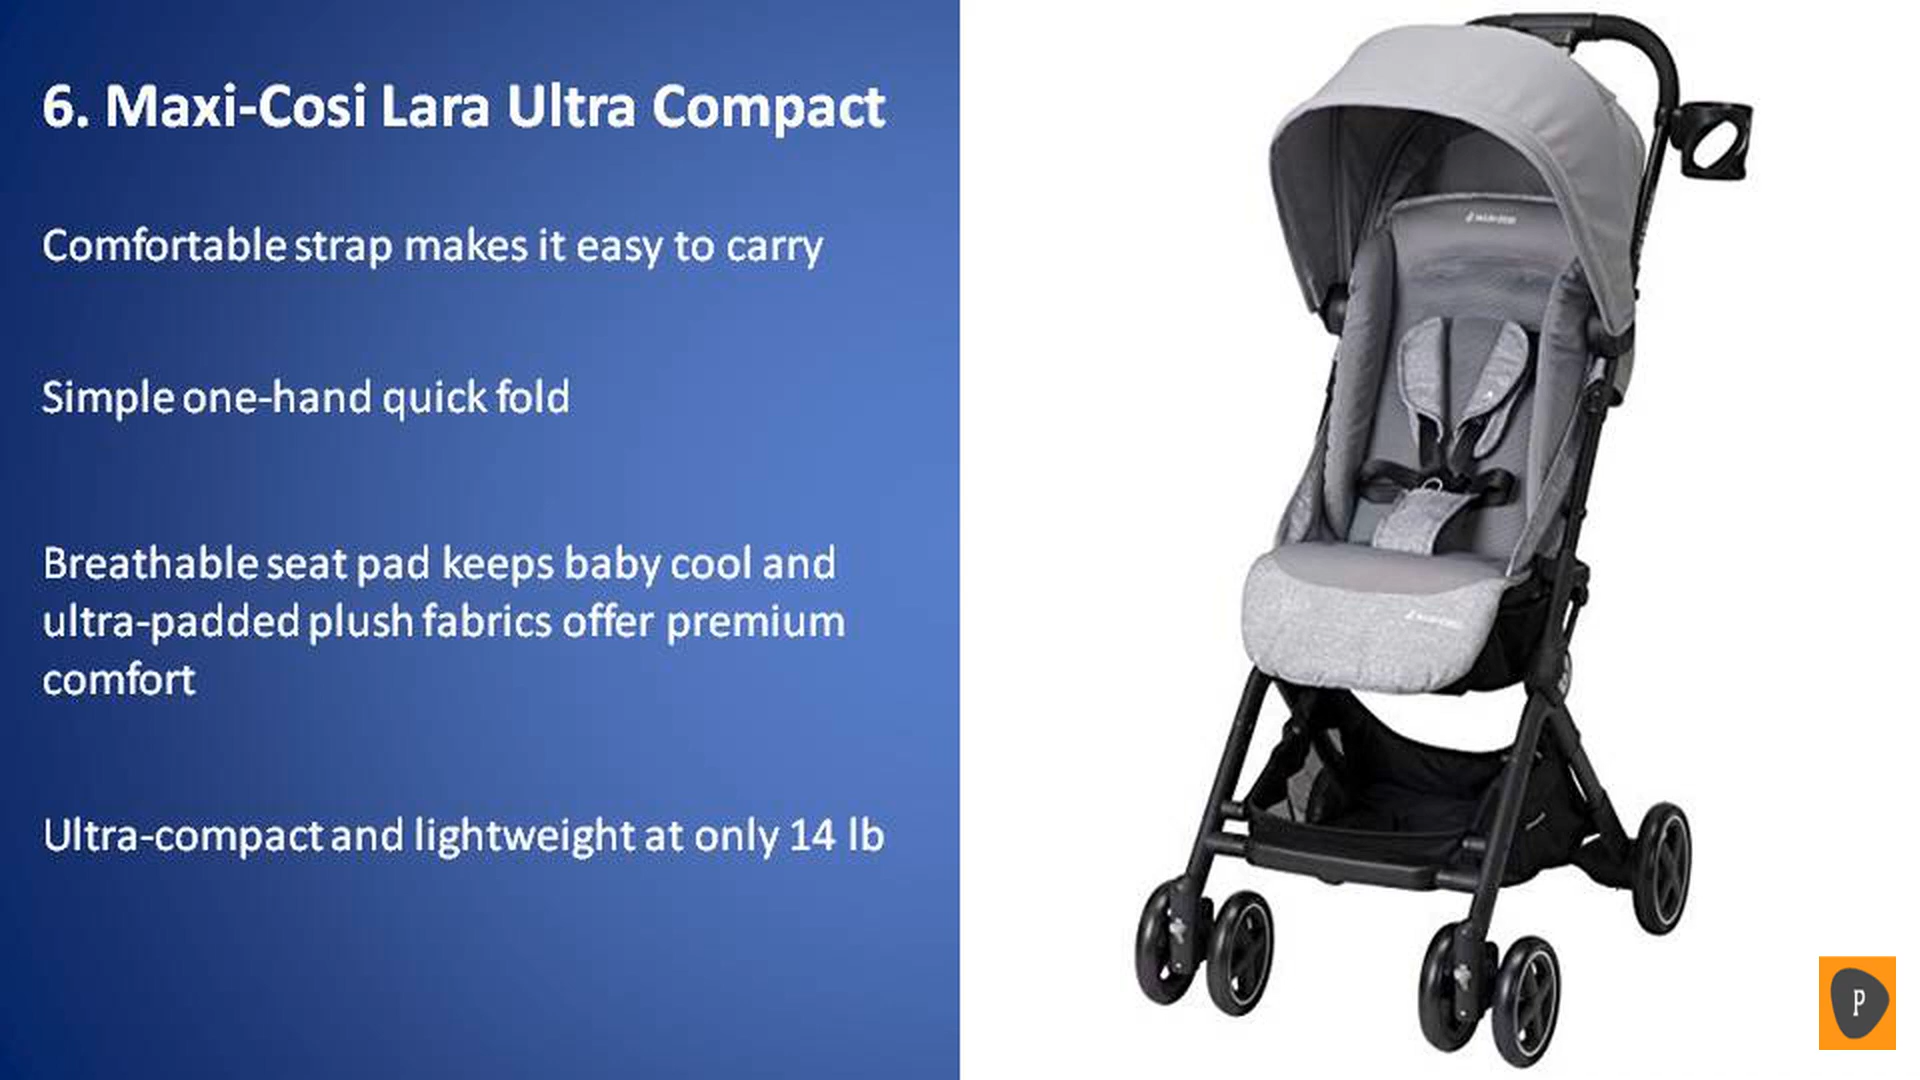 6. Maxi-Cosi Lara Ultra Compact
Comfortable strap makes it easy to carry
Simple one-hand quick fold
Breathable seat pad keeps baby cool and
ultra-padded plush fabrics offer premium
comfort
Ultra-compact and lightweight at only 14 lb
P